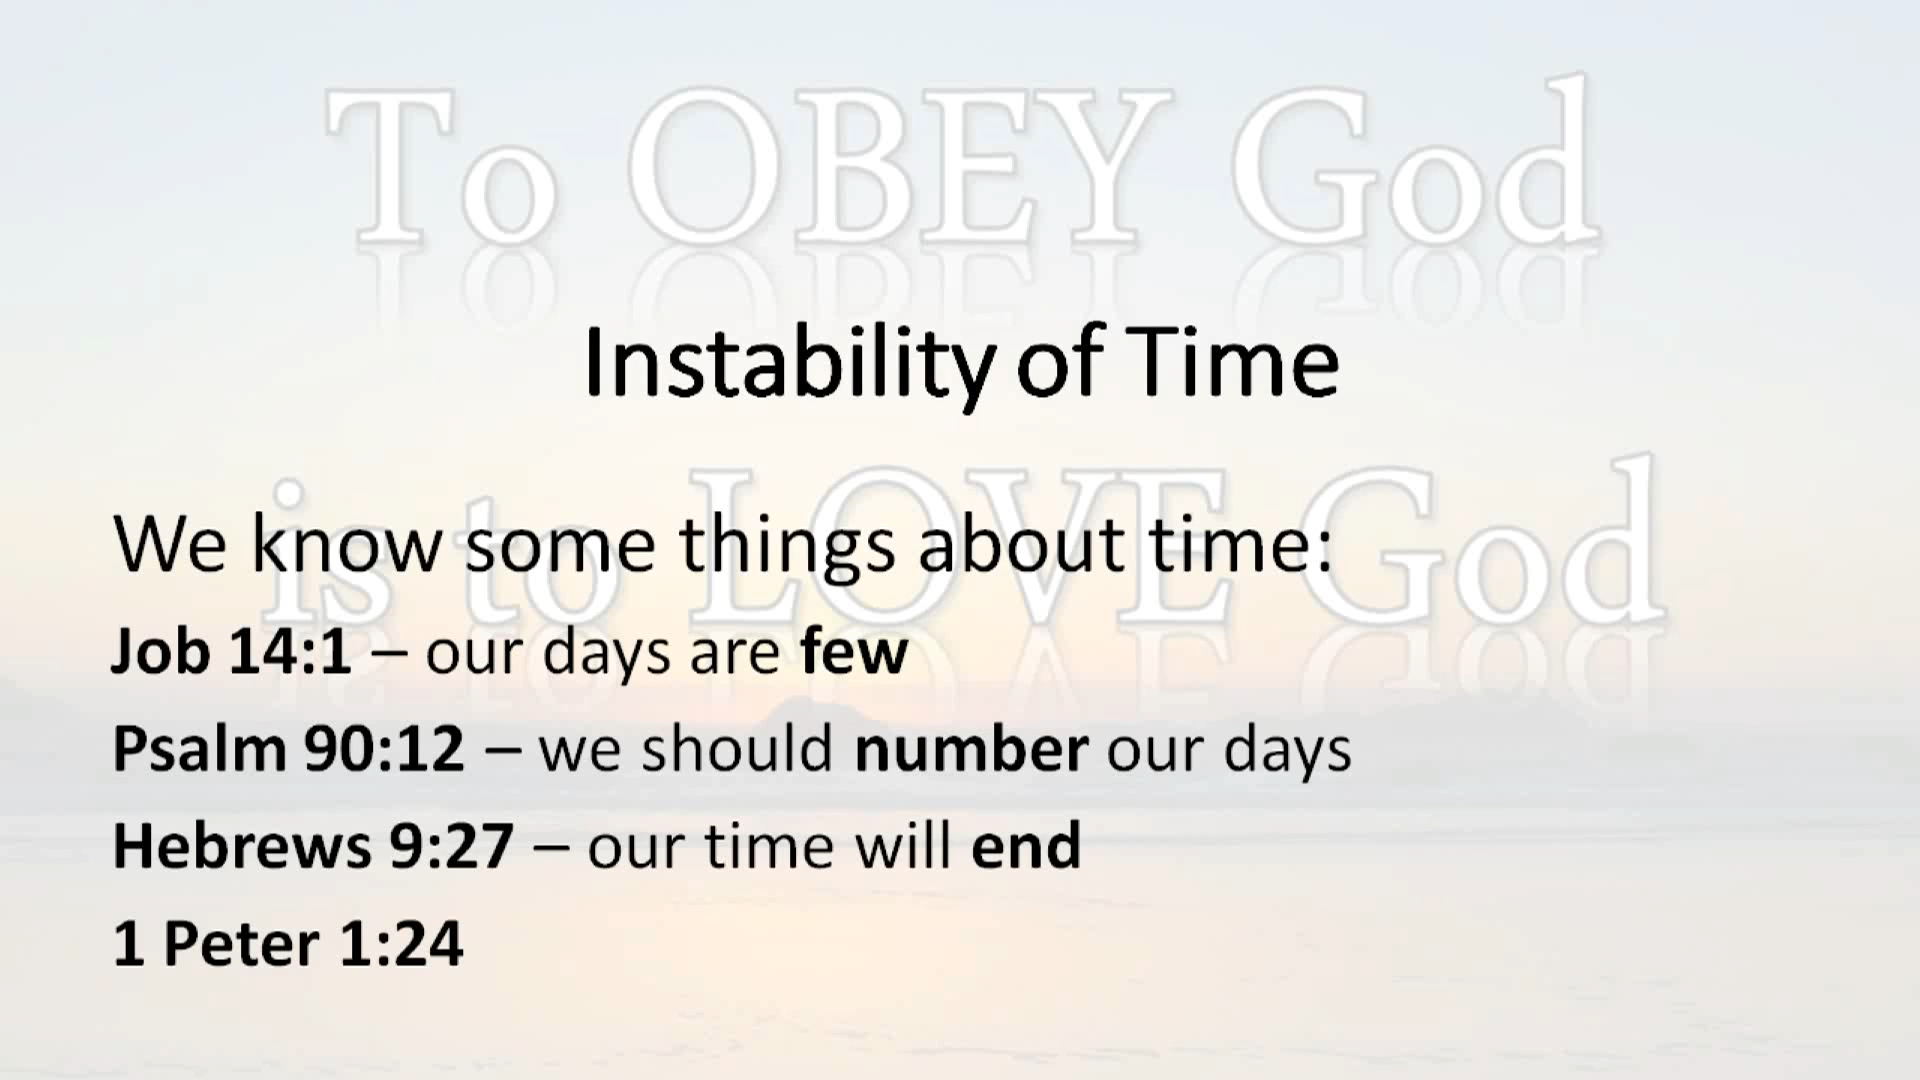 To OBEY God
Instability of Time
is to LOVE God
We know some things about time:
Job 14:1 – our days are few
Psalm 90:12 – we should number our days
Hebrews 9:27 – our time will end
1 Peter 1:24